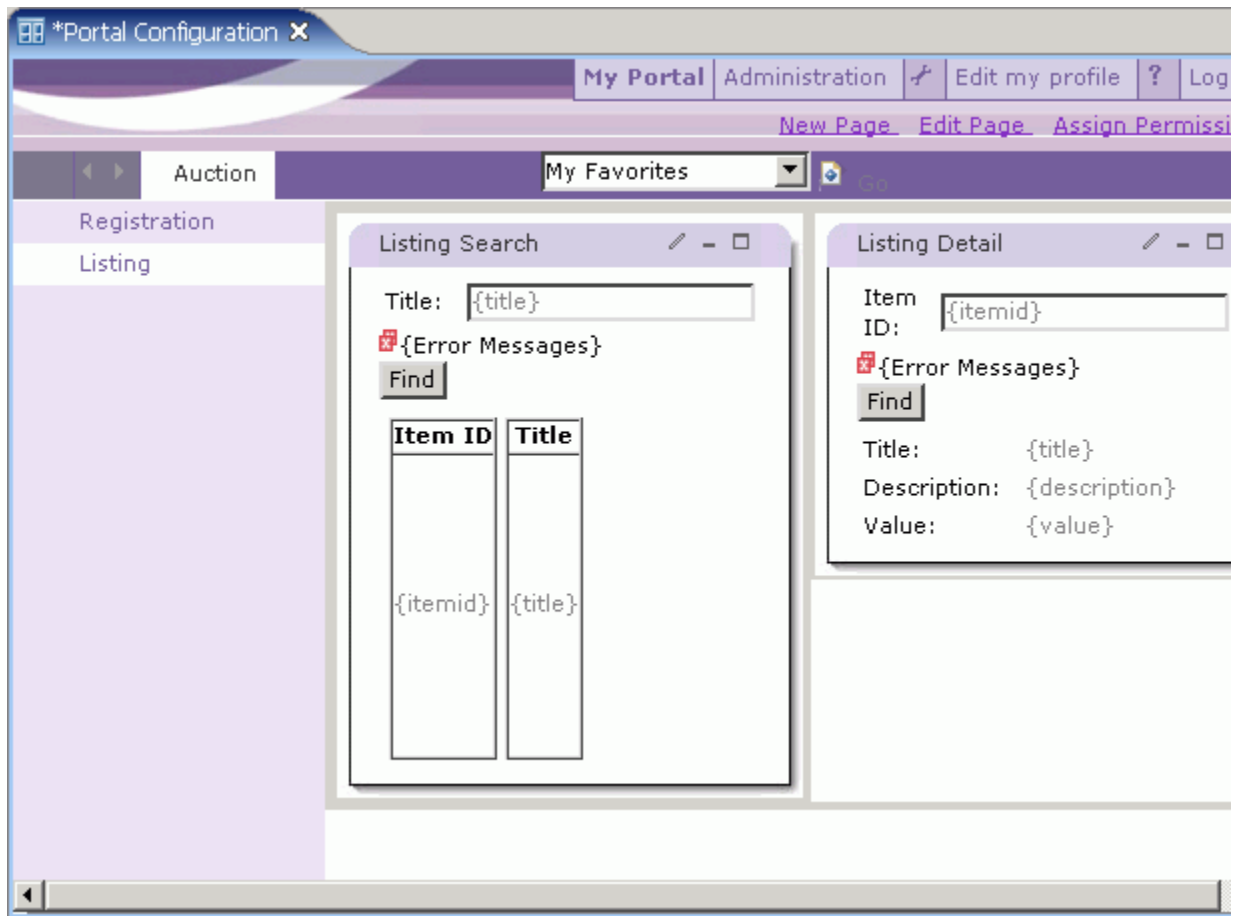 *Portal Configuration
My Portal Administration Edit my profile ? Log
New Page Edit Page Assign Permissi
Auction My Favorites Go
Registration
Listing
Listing Search
Title: {title}
{Error Messages}
Find
Item ID Title
{itemid} {title}
Listing Detail
Item ID: {itemid}
{Error Messages}
Find
Title: {title}
Description: {description}
Value: {value}